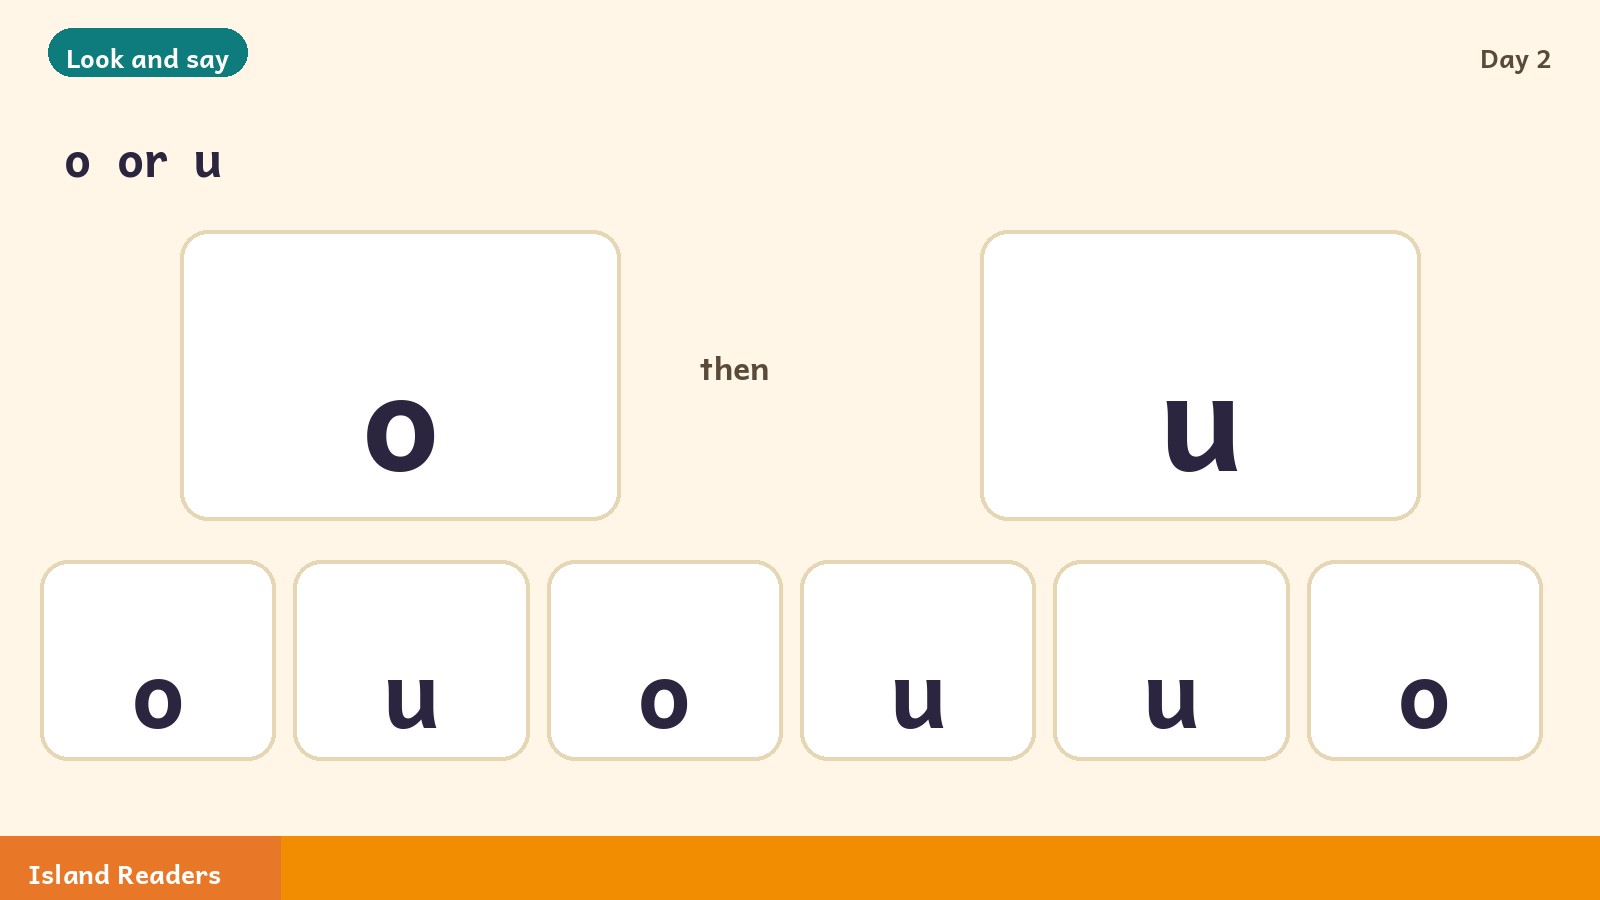 Look and say
Day 2
o or u
o then u
o u o u u o
Island Readers